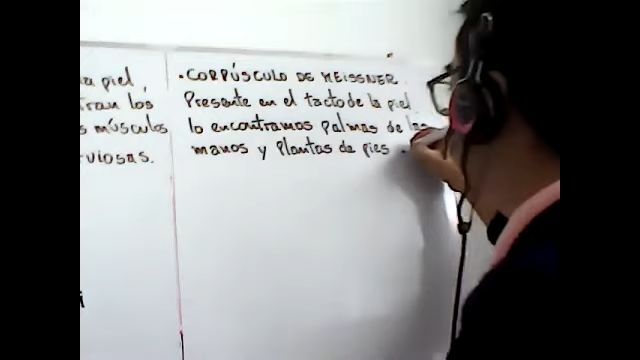 a piel,
tran los
s músculos
viosas.
• CORPÚSCULO DE MEISSNER
Presente en el tacto de la piel.
lo encontramos palmas de las
manos y Plantas de pies.
i